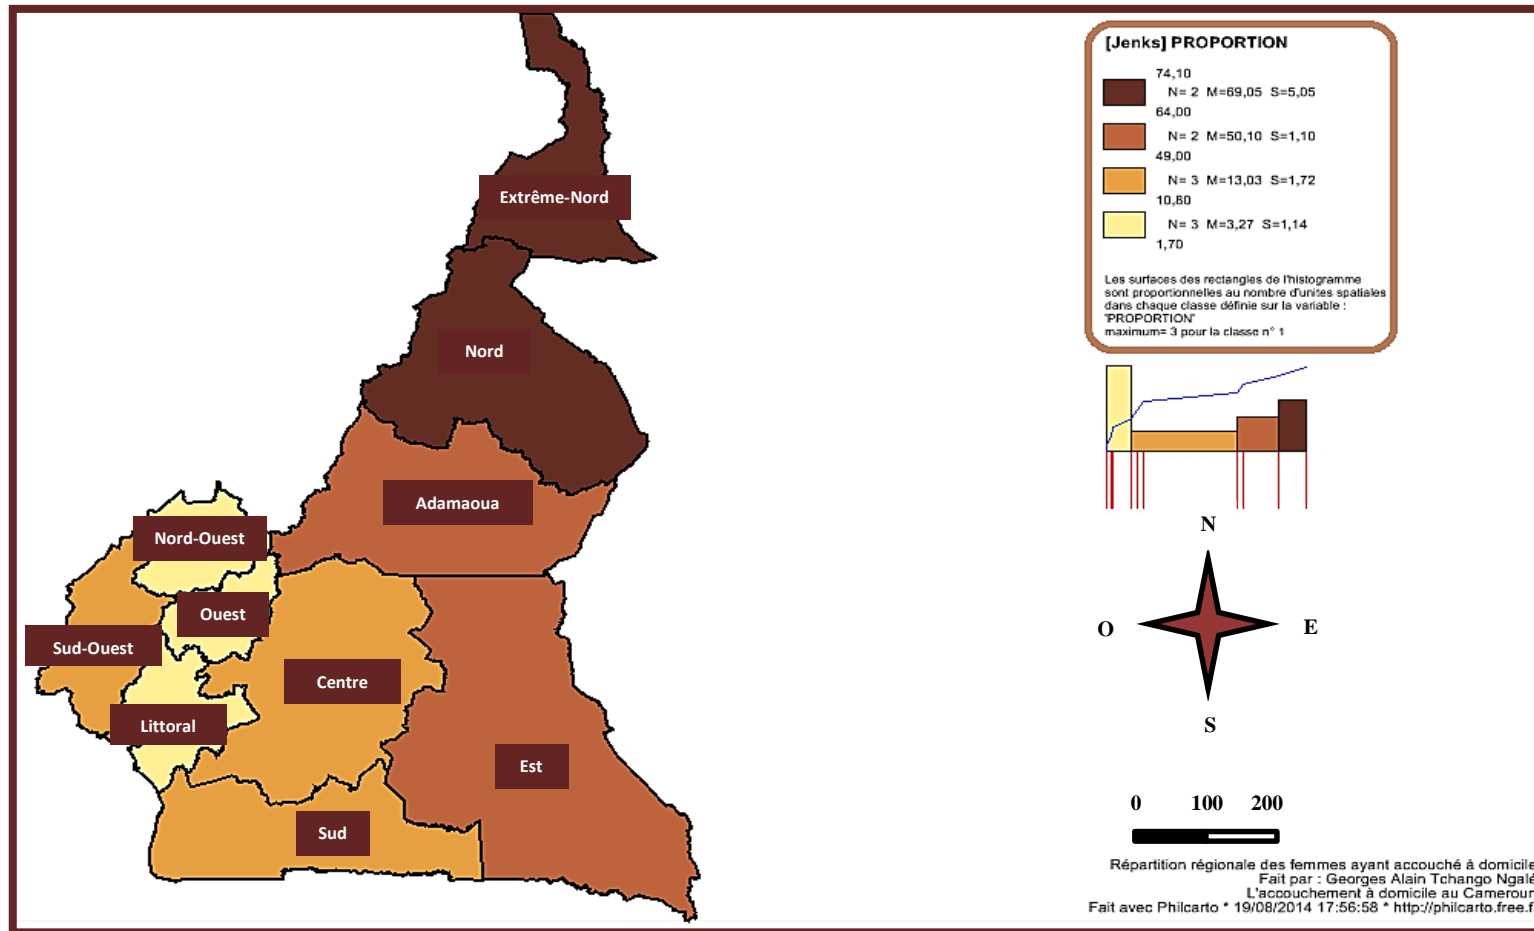 [Jenks] PROPORTION
74,10
N= 2 M=69,05 S=5,05
64,00
N= 2 M=50,10 S=1,10
49,00
N= 3 M=13,03 S=1,72
10,80
N= 3 M=3,27 S=1,14
1,70
Les surfaces des rectangles de l'histogramme
sont proportionnelles au nombre d'unites spatiales
dans chaque classe définie sur la variable :
"PROPORTION"
maximum= 3 pour la classe n° 1
Extrême-Nord
Nord
Adamaoua
Nord-Ouest
Ouest
Sud-Ouest
Centre
Littoral
Est
Sud
N
O
E
S
0 100 200
Répartition régionale des femmes ayant accouché à domicile
Fait par : Georges Alain Tchango Ngalé
L'accouchement à domicile au Cameroun
Fait avec Philcarto * 19/08/2014 17:56:58 * http://philcarto.free.f